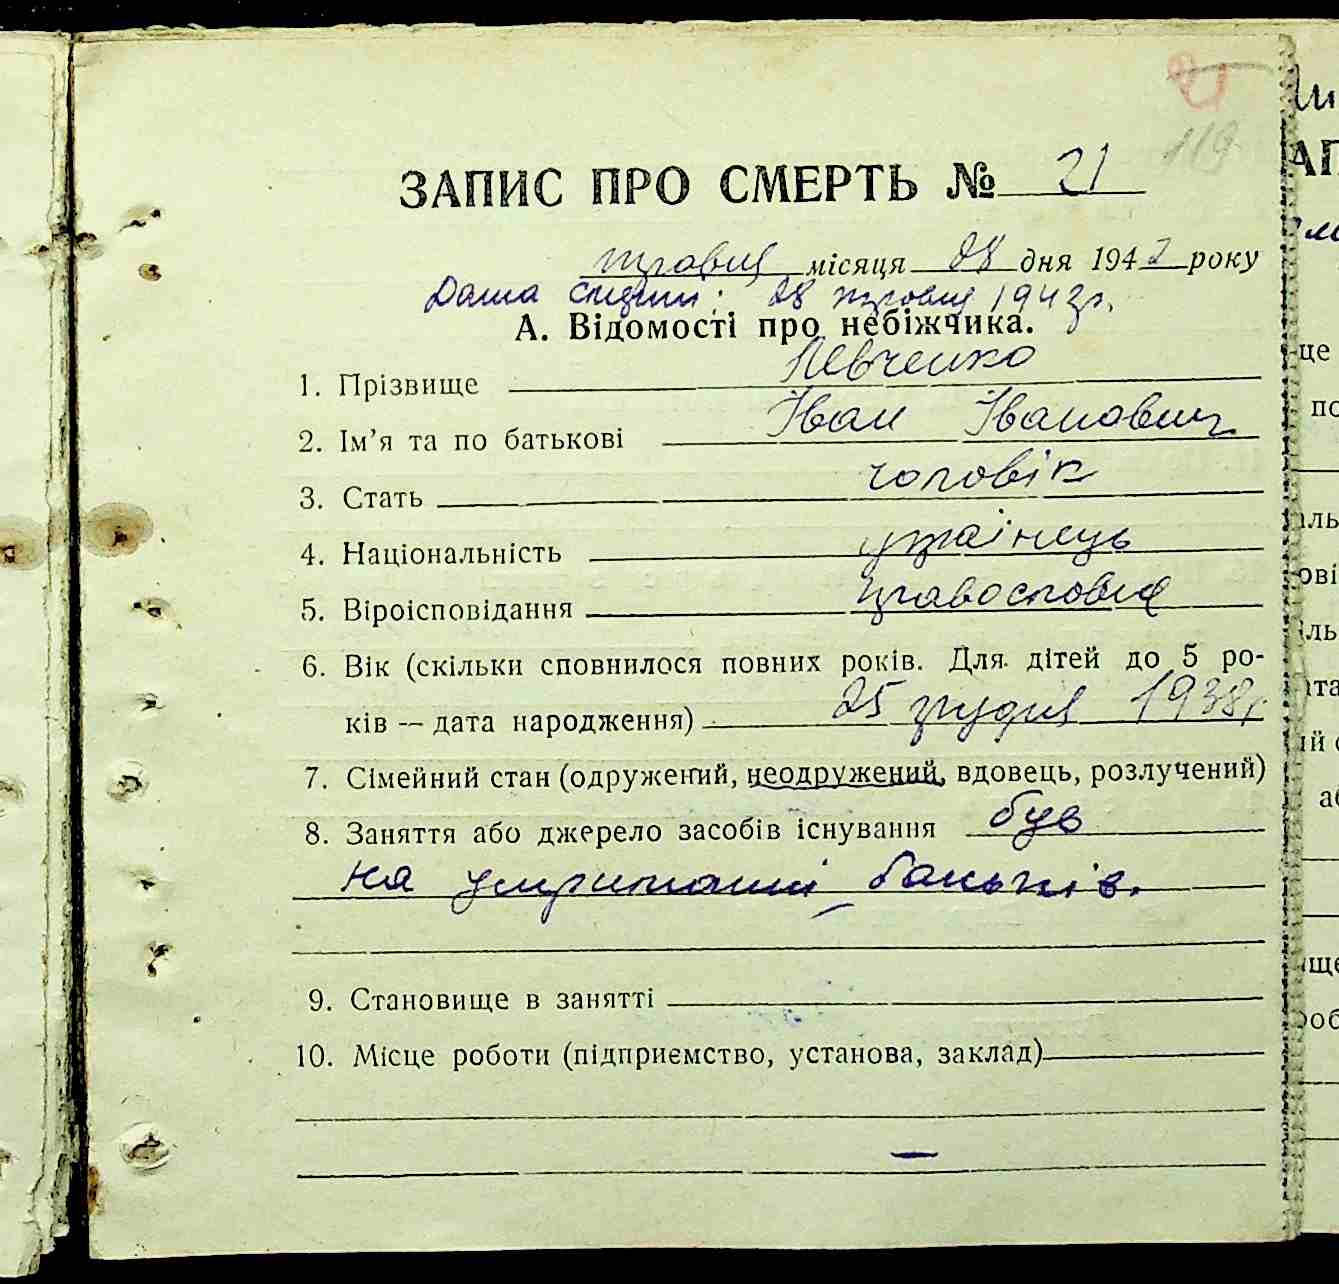 119
ЗАПИС ПРО СМЕРТЬ № 21
травня місяця 28 дня 1943 року
Дата смерти: 28 травня 1943 р.
А. Відомості про небіжчика.
1. Прізвище Левченко
2. Ім'я та по батькові Іван Іванович
3. Стать чоловік
4. Національність українець
5. Віроісповідання православне
6. Вік (скільки сповнилося повних років. Для дітей до 5 ро-
ків — дата народження) 25 грудня 1938 р.
7. Сімейний стан (одружений, неодружений, вдовець, розлучений)
8. Заняття або джерело засобів існування був
на утриманні батьків.
9. Становище в занятті
10. Місце роботи (підприємство, установа, заклад)
—